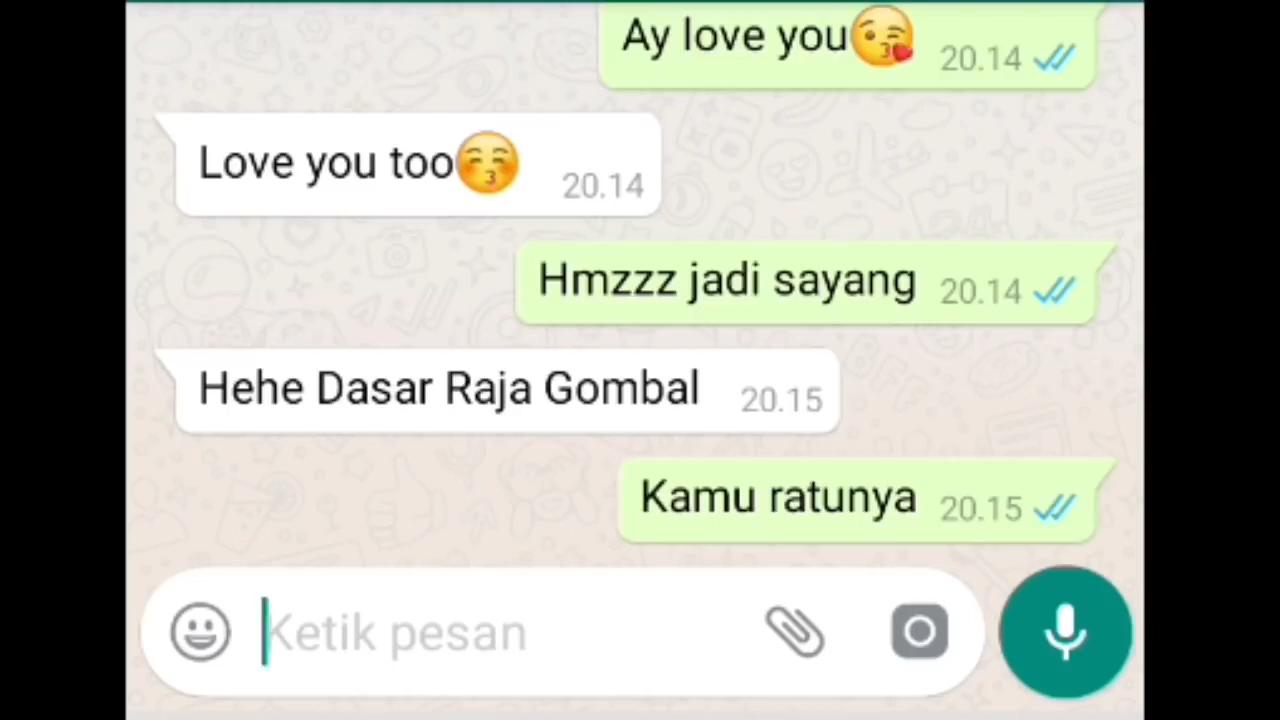 Ay love you😘 20.14
Love you too😚 20.14
Hmzzz jadi sayang 20.14
Hehe Dasar Raja Gombal 20.15
Kamu ratunya 20.15
Ketik pesan